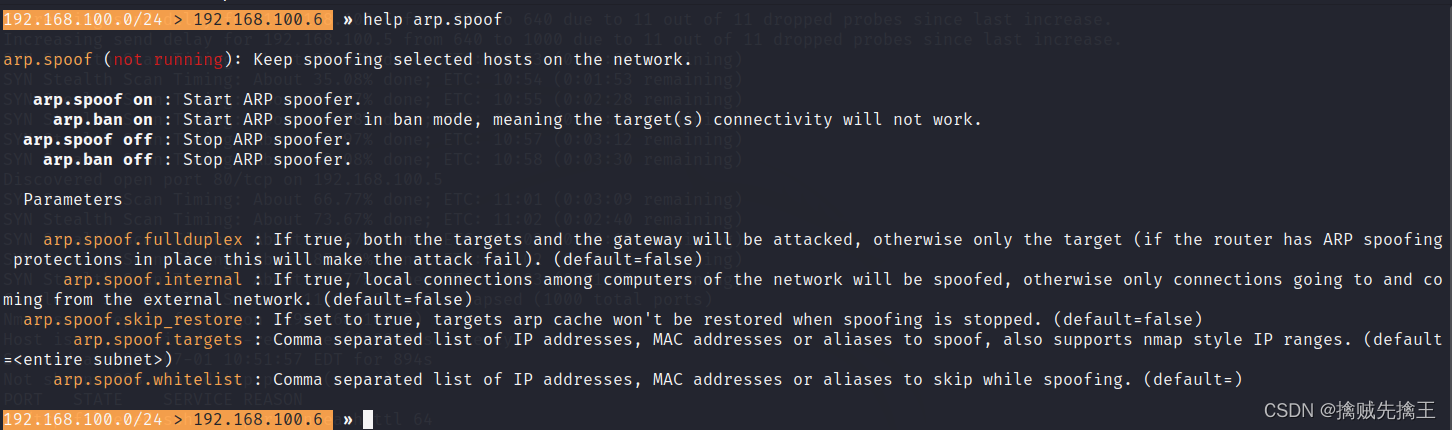 192.168.100.0/24 > 192.168.100.6 » help arp.spoof
arp.spoof (not running): Keep spoofing selected hosts on the network.
arp.spoof on : Start ARP spoofer.
arp.ban on : Start ARP spoofer in ban mode, meaning the target(s) connectivity will not work.
arp.spoof off : Stop ARP spoofer.
arp.ban off : Stop ARP spoofer.
Parameters
arp.spoof.fullduplex : If true, both the targets and the gateway will be attacked, otherwise only the target (if the router has ARP spoofing
protections in place this will make the attack fail). (default=false)
arp.spoof.internal : If true, local connections among computers of the network will be spoofed, otherwise only connections going to and co
ming from the external network. (default=false)
arp.spoof.skip_restore : If set to true, targets arp cache won't be restored when spoofing is stopped. (default=false)
arp.spoof.targets : Comma separated list of IP addresses, MAC addresses or aliases to spoof, also supports nmap style IP ranges. (default
=<entire subnet>)
arp.spoof.whitelist : Comma separated list of IP addresses, MAC addresses or aliases to skip while spoofing. (default=)
192.168.100.0/24 > 192.168.100.6 »
CSDN @擒贼先擒王